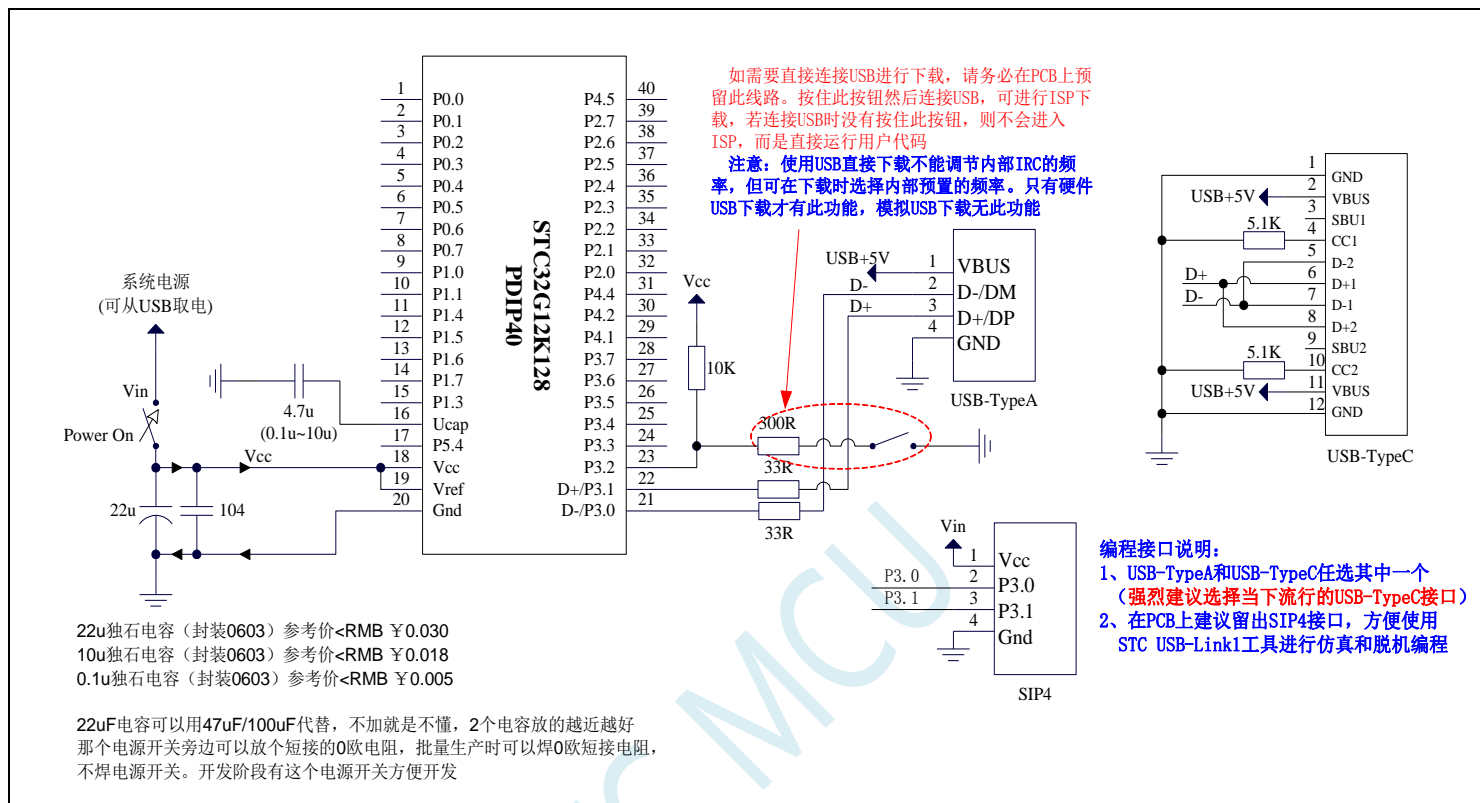 如需要直接连接USB进行下载，请务必在PCB上预
留此线路。按住此按钮然后连接USB，可进行ISP下
载，若连接USB时没有按住此按钮，则不会进入
ISP，而是直接运行用户代码
注意：使用USB直接下载不能调节内部IRC的频
率，但可在下载时选择内部预置的频率。只有硬件
USB下载才有此功能，模拟USB下载无此功能
STC32G12K128
PDIP40
1 P0.0
2 P0.1
3 P0.2
4 P0.3
5 P0.4
6 P0.5
7 P0.6
8 P0.7
9 P1.0
10 P1.1
11 P1.4
12 P1.5
13 P1.6
14 P1.7
15 P1.3
16 Ucap
17 P5.4
18 Vcc
19 Vref
20 Gnd
P4.5 40
P2.7 39
P2.6 38
P2.5 37
P2.4 36
P2.3 35
P2.2 34
P2.1 33
P2.0 32
P4.4 31
P4.2 30
P4.1 29
P3.7 28
P3.6 27
P3.5 26
P3.4 25
P3.3 24
P3.2 23
D+/P3.1 22
D-/P3.0 21
系统电源
(可从USB取电)
Vin
Power On
4.7u
(0.1u~10u)
Vcc
22u
104
Vcc
10K
300R
33R
33R
USB+5V 1 VBUS
D- 2 D-/DM
D+ 3 D+/DP
4 GND
USB-TypeA
1 GND
USB+5V 2 VBUS
3 SBU1
5.1K 4 CC1
5 D-2
D+ 6 D+1
D- 7 D-1
8 D+2
9 SBU2
5.1K 10 CC2
USB+5V 11 VBUS
12 GND
USB-TypeC
Vin 1 Vcc
P3.0 2 P3.0
P3.1 3 P3.1
4 Gnd
SIP4
编程接口说明：
1、USB-TypeA和USB-TypeC任选其中一个
（强烈建议选择当下流行的USB-TypeC接口）
2、在PCB上建议留出SIP4接口，方便使用
STC USB-Link1工具进行仿真和脱机编程
22u独石电容（封装0603）参考价<RMB ￥0.030
10u独石电容（封装0603）参考价<RMB ￥0.018
0.1u独石电容（封装0603）参考价<RMB ￥0.005
22uF电容可以用47uF/100uF代替，不加就是不懂，2个电容放的越近越好
那个电源开关旁边可以放个短接的0欧电阻，批量生产时可以焊0欧短接电阻，
不焊电源开关。开发阶段有这个电源开关方便开发
MCU